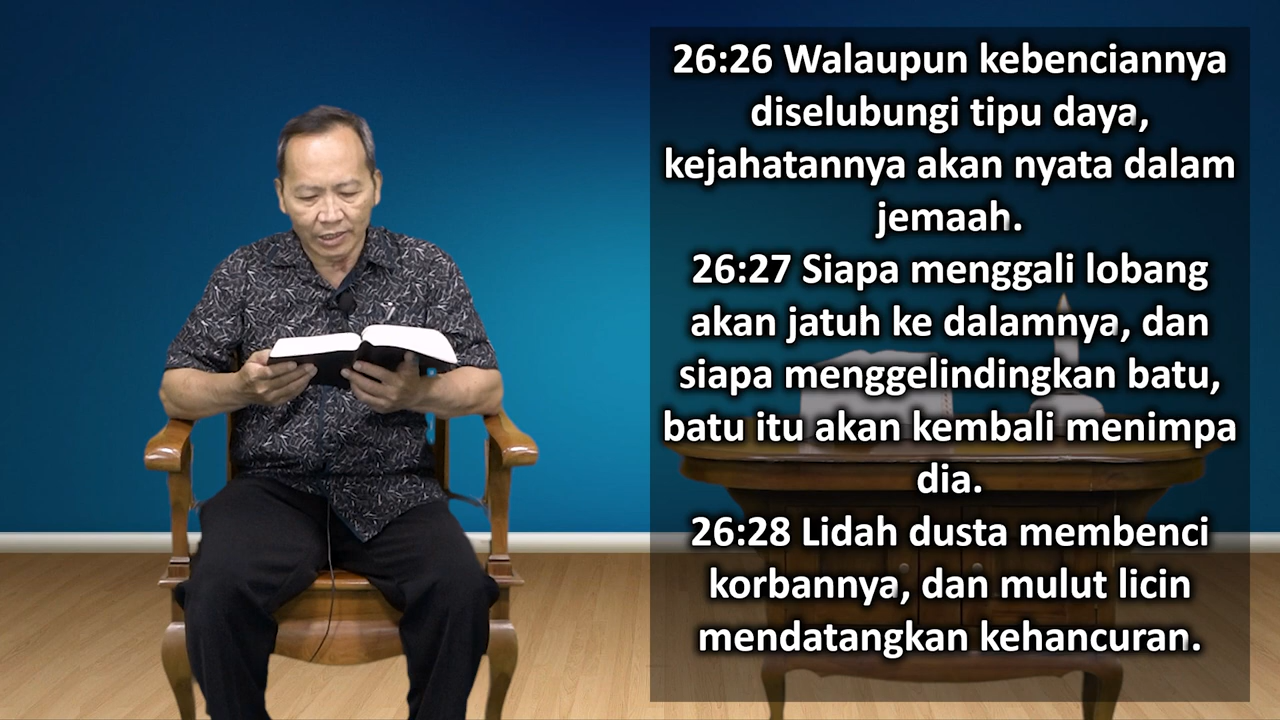 26:26 Walaupun kebenciannya
diselubungi tipu daya,
kejahatannya akan nyata dalam
jemaah.
26:27 Siapa menggali lobang
akan jatuh ke dalamnya, dan
siapa menggelindingkan batu,
batu itu akan kembali menimpa
dia.
26:28 Lidah dusta membenci
korbannya, dan mulut licin
mendatangkan kehancuran.